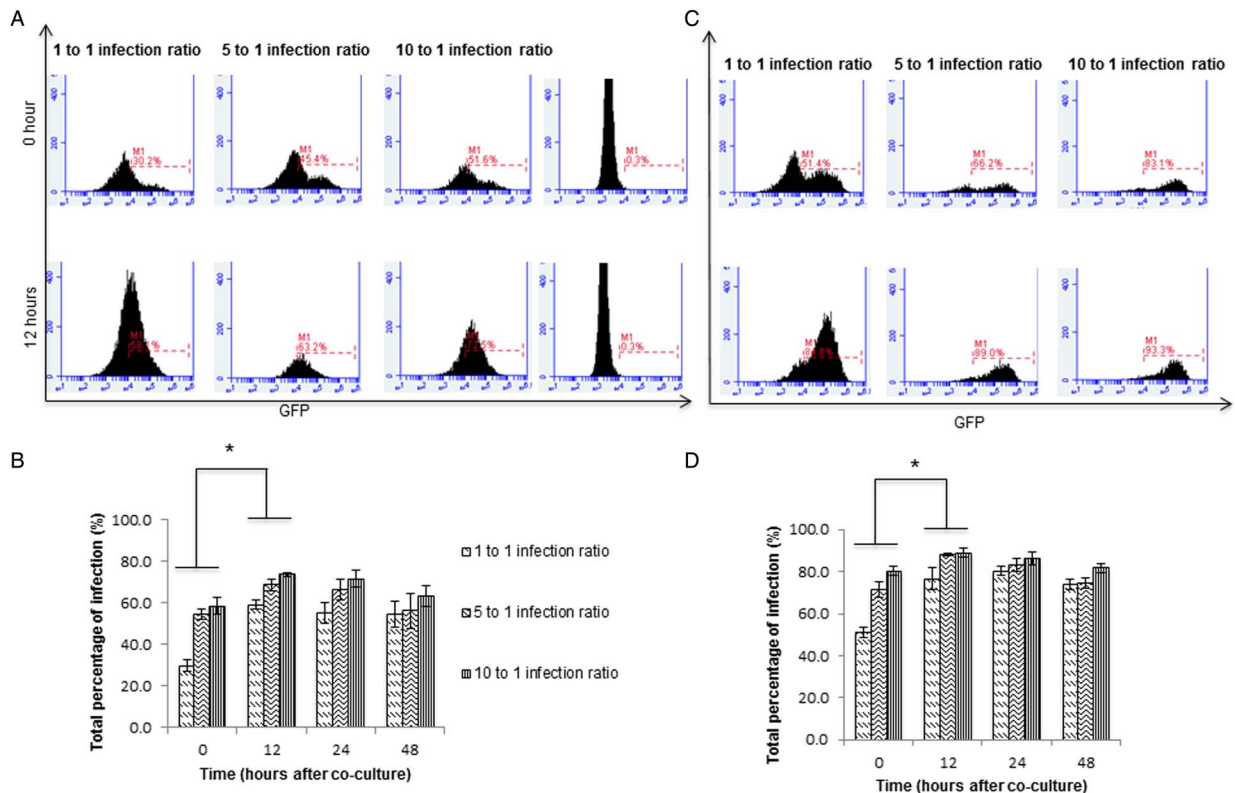 A
1 to 1 infection ratio
5 to 1 infection ratio
10 to 1 infection ratio
0 hour
M1
30.2%
M1
45.4%
M1
51.6%
M1
0.3%
12 hours
M1
M1
63.2%
M1
M1
0.3%
GFP
C
1 to 1 infection ratio
5 to 1 infection ratio
10 to 1 infection ratio
M1
51.4%
M1
66.2%
M1
83.1%
M1
M1
89.0%
M1
93.3%
GFP
B
*
Total percentage of infection (%)
100.0
80.0
60.0
40.0
20.0
0.0
0 12 24 48
Time (hours after co-culture)
1 to 1 infection ratio
5 to 1 infection ratio
10 to 1 infection ratio
D
*
Total percentage of infection (%)
100.0
80.0
60.0
40.0
20.0
0.0
0 12 24 48
Time (hours after co-culture)